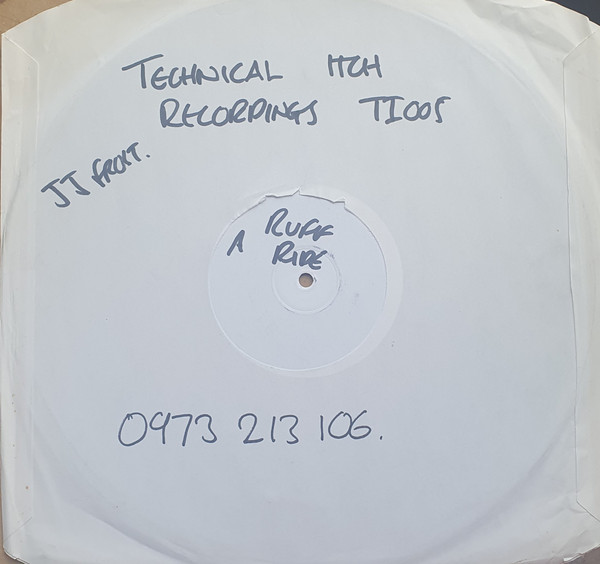 TECHNICAL ITCH
RECORDINGS TI005
JJ FROST.
A RUFF
RIDE
0973 213 106.